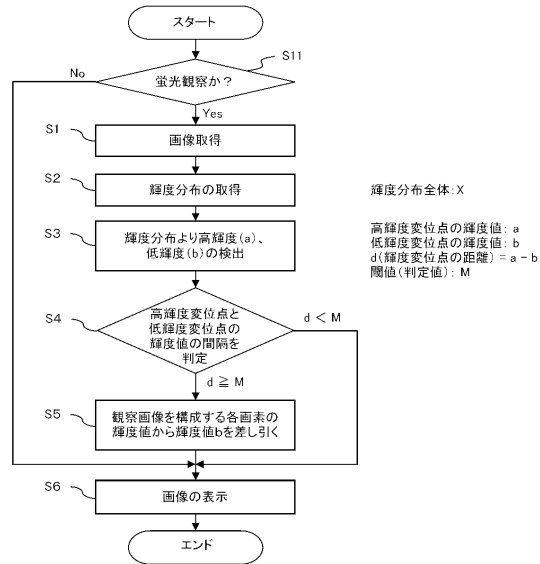 スタート
S11
No
蛍光観察か？
Yes
S1
画像取得
S2
輝度分布の取得
S3
輝度分布より高輝度(a)、
低輝度(b)の検出
輝度分布全体：X
高輝度変位点の輝度値： a
低輝度変位点の輝度値： b
d(輝度変位点の距離) = a - b
閾値(判定値)： M
S4
高輝度変位点と
低輝度変位点の
輝度値の間隔を
判定
d < M
d ≧ M
S5
観察画像を構成する各画素の
輝度値から輝度値bを差し引く
S6
画像の表示
エンド